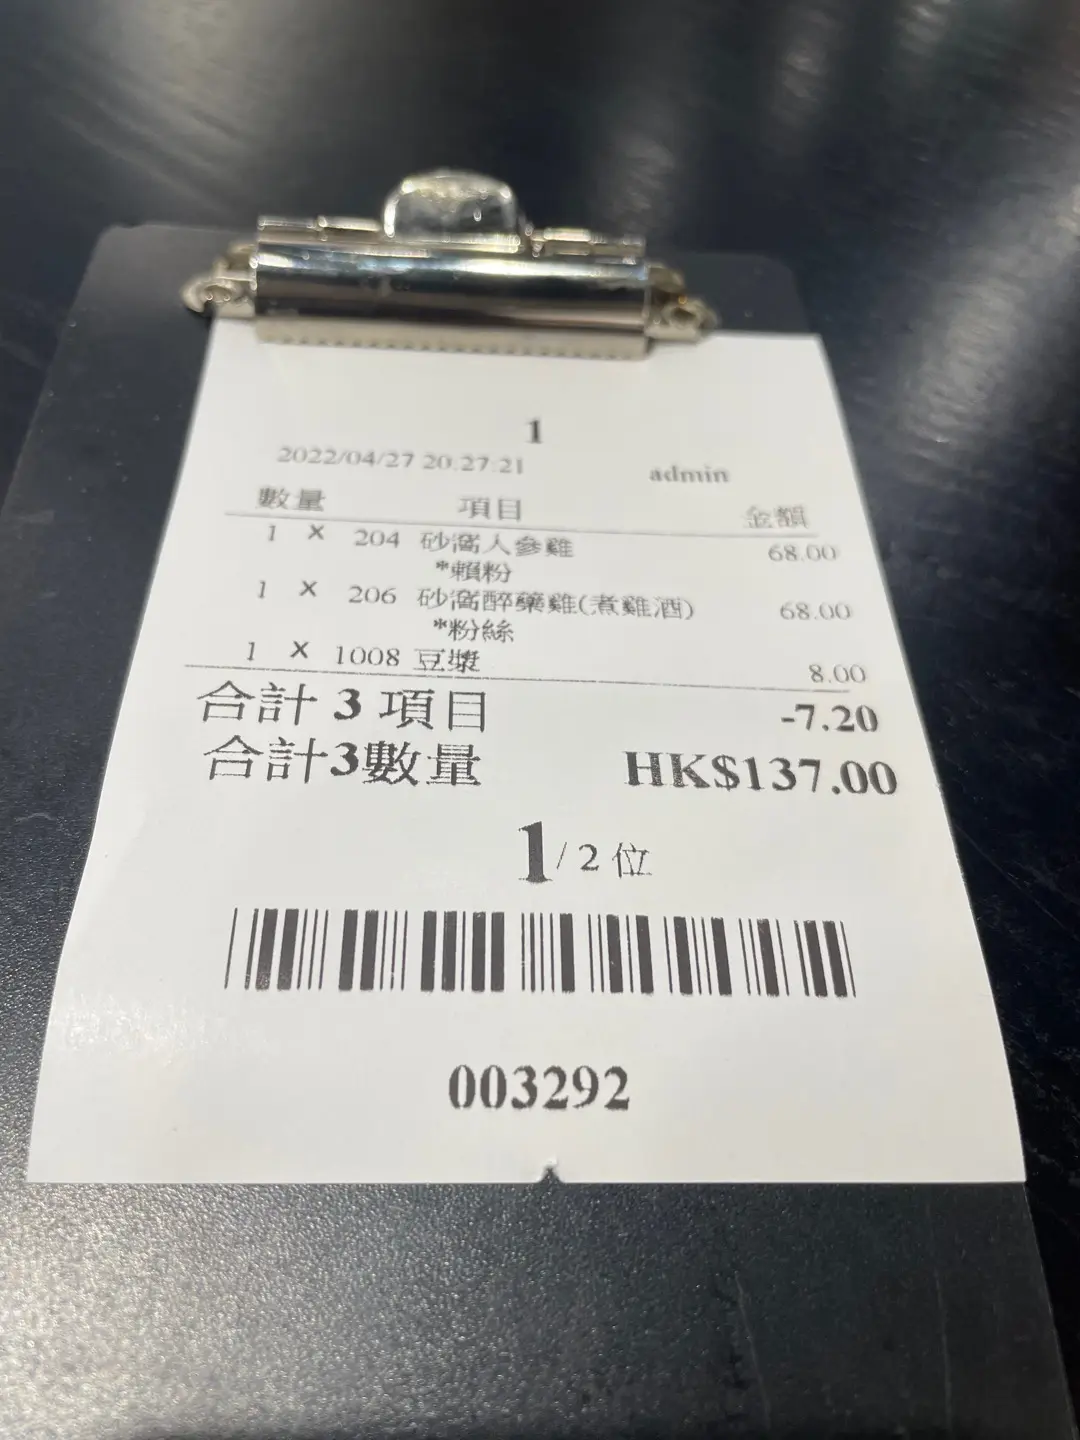 1
2022/04/27 20:27:21 admin
數量 項目 金額
1 × 204 砂窩人參雞 68.00
*賴粉
1 × 206 砂窩醉藥雞(煮雞酒) 68.00
*粉絲
1 × 1008 豆漿 8.00
合計 3 項目 -7.20
合計3數量 HK$137.00
1/2 位
003292